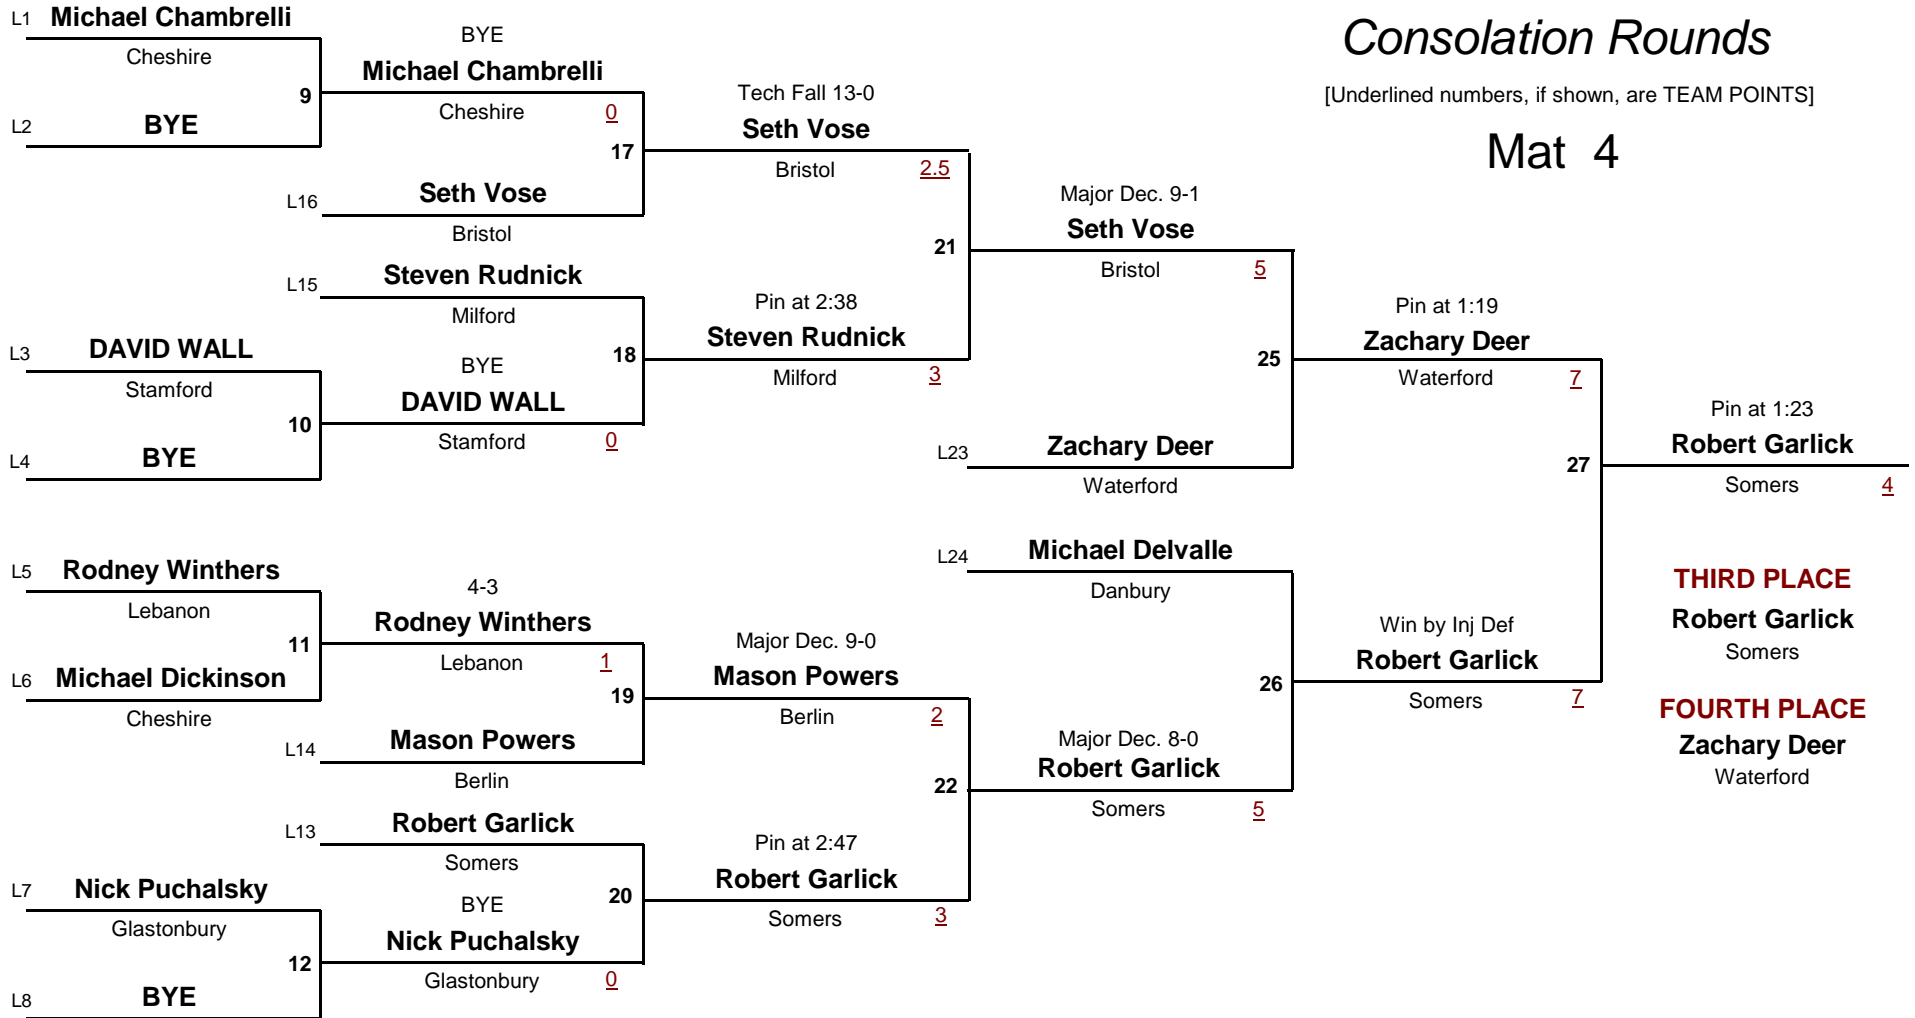 Consolation Rounds
[Underlined numbers, if shown, are TEAM POINTS]
Mat 4
L1 Michael Chambrelli
Cheshire
9
L2 BYE
L3 DAVID WALL
Stamford
10
L4 BYE
L5 Rodney Winthers
Lebanon
11
L6 Michael Dickinson
Cheshire
L7 Nick Puchalsky
Glastonbury
12
L8 BYE
BYE
Michael Chambrelli
Cheshire 0
17
L16 Seth Vose
Bristol
L15 Steven Rudnick
Milford
18
BYE
DAVID WALL
Stamford 0
4-3
Rodney Winthers
Lebanon 1
19
L14 Mason Powers
Berlin
L13 Robert Garlick
Somers
20
BYE
Nick Puchalsky
Glastonbury 0
Tech Fall 13-0
Seth Vose
Bristol 2.5
21
Pin at 2:38
Steven Rudnick
Milford 3
Major Dec. 9-0
Mason Powers
Berlin 2
22
Pin at 2:47
Robert Garlick
Somers 3
Major Dec. 9-1
Seth Vose
Bristol 5
25
L23 Zachary Deer
Waterford
L24 Michael Delvalle
Danbury
26
Major Dec. 8-0
Robert Garlick
Somers 5
Pin at 1:19
Zachary Deer
Waterford 7
27
Win by Inj Def
Robert Garlick
Somers 7
Pin at 1:23
Robert Garlick
Somers 4
THIRD PLACE
Robert Garlick
Somers
FOURTH PLACE
Zachary Deer
Waterford